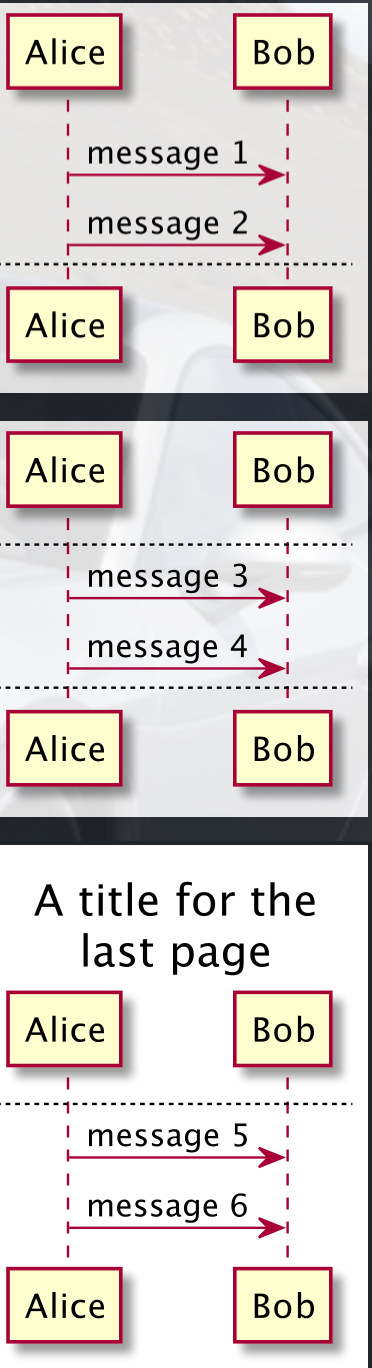 Alice Bob
message 1
message 2
Alice Bob
Alice Bob
message 3
message 4
Alice Bob
A title for the
last page
Alice Bob
message 5
message 6
Alice Bob